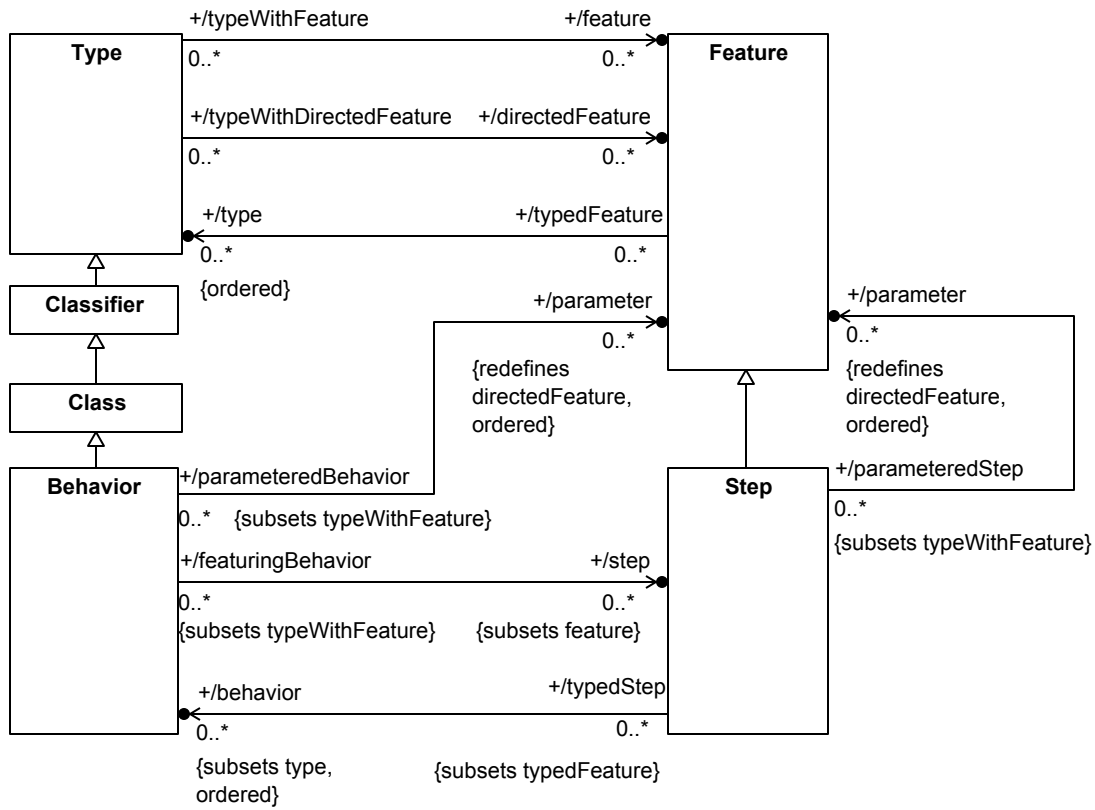 +/typeWithFeature
+/feature
Type
Feature
0..*
0..*
+/typeWithDirectedFeature
+/directedFeature
0..*
0..*
+/type
+/typedFeature
0..*
0..*
{ordered}
Classifier
+/parameter
0..*
{redefines
directedFeature,
ordered}
+/parameter
0..*
{redefines
directedFeature,
ordered}
Class
Behavior
+/parameteredBehavior
0..*
{subsets typeWithFeature}
Step
+/parameteredStep
0..*
{subsets typeWithFeature}
+/featuringBehavior
+/step
0..*
0..*
{subsets typeWithFeature}
{subsets feature}
+/behavior
+/typedStep
0..*
0..*
{subsets type,
ordered}
{subsets typedFeature}